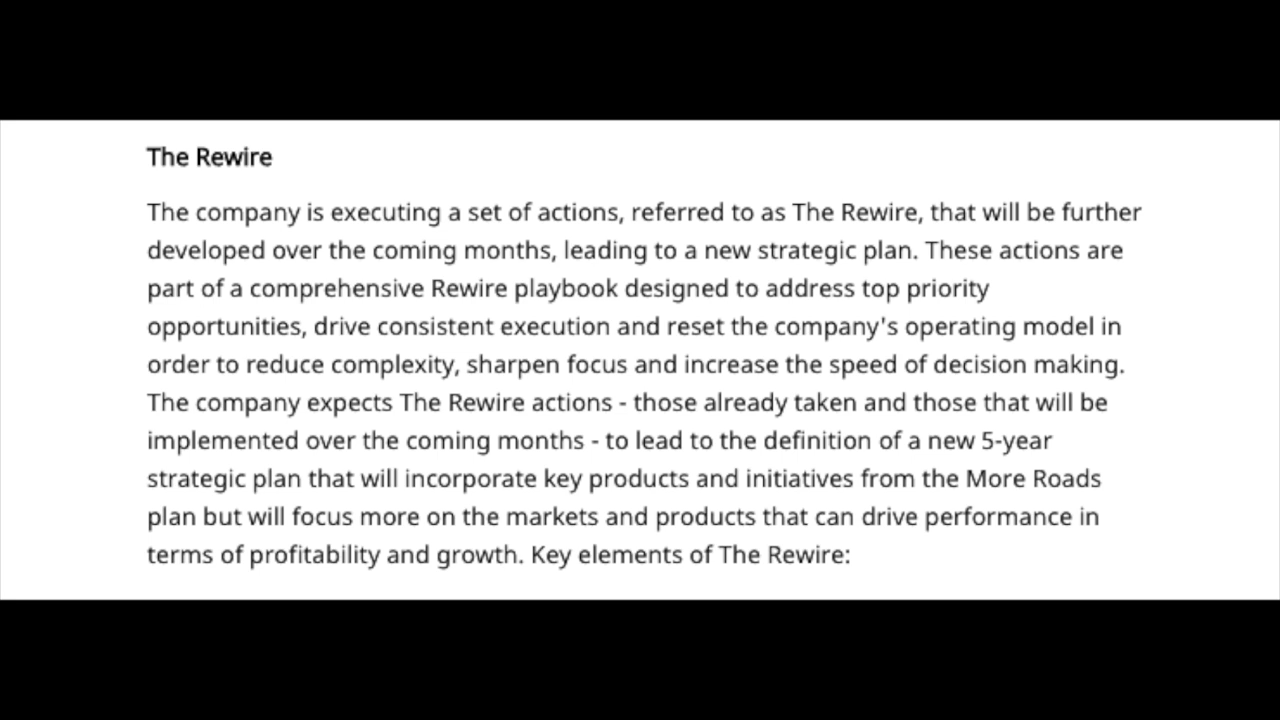 The Rewire
The company is executing a set of actions, referred to as The Rewire, that will be further
developed over the coming months, leading to a new strategic plan. These actions are
part of a comprehensive Rewire playbook designed to address top priority
opportunities, drive consistent execution and reset the company's operating model in
order to reduce complexity, sharpen focus and increase the speed of decision making.
The company expects The Rewire actions - those already taken and those that will be
implemented over the coming months - to lead to the definition of a new 5-year
strategic plan that will incorporate key products and initiatives from the More Roads
plan but will focus more on the markets and products that can drive performance in
terms of profitability and growth. Key elements of The Rewire: